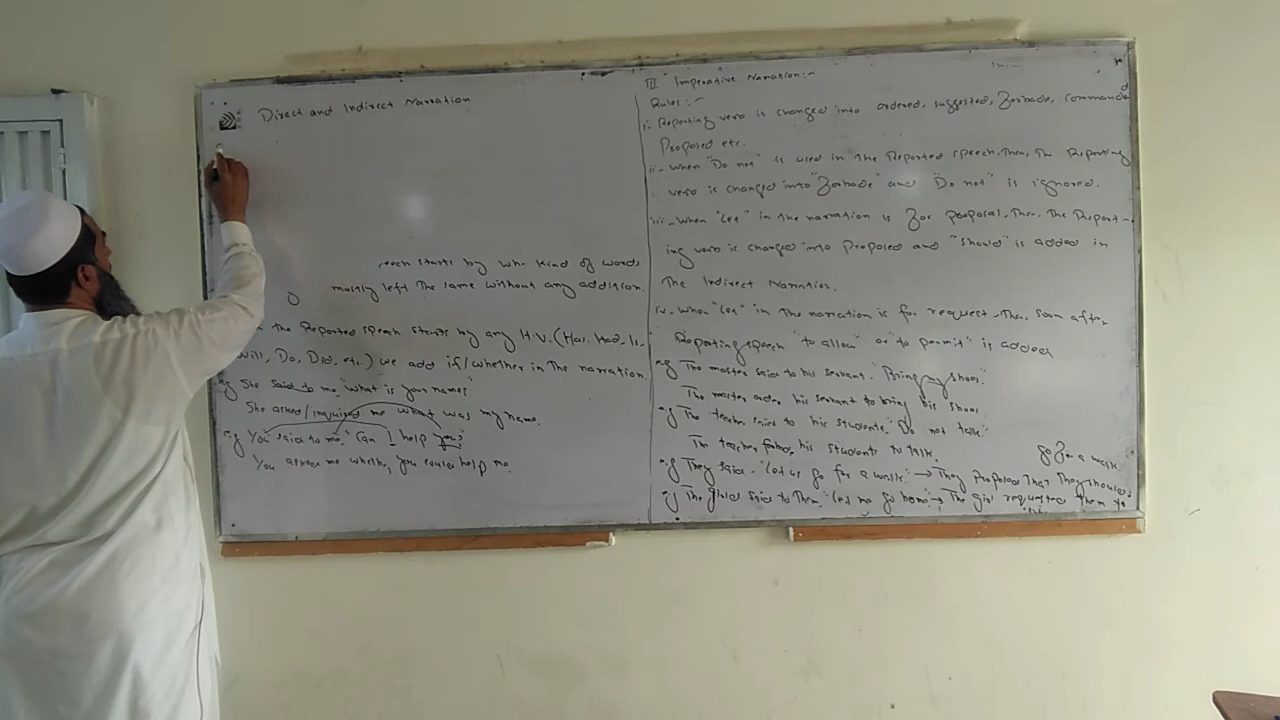 Direct and Indirect Narration
reech starts by wh- kind of words
mostly left the same without any addition.
the Reported speech starts by any H.V. (Has, Had, Is,
will, Do, Did, etc.) we add if/whether in the narration.
e.g She said to me, "What is your name?"
She asked/inquired me what was my name.
e.g You said to me, "Can I help you?"
You asked me whether you could help me.
III Imperative Narration:-
Rules:-
i- Reporting verb is changed into ordered, suggested, forbade, commanded
Proposed etc.
ii- When "Do not" is used in the Reported speech. Then, the Reporting
verb is changed into "forbade" and "Do not" is ignored.
iii- When "let" in the narration is for proposal. Then, the Report-
ing verb is changed into Proposed and "should" is added in
the Indirect Narration.
iv- When "let" in the narration is for request. Then, soon after
Reporting speech "to allow" or "to permit" is added
e.g The master said to his servant. "Bring my shoes."
The master order his servant to bring his shoes
e.g The teacher said to his students. "Do not talk."
The teacher forbade his students to talk.
go for a walk.
e.g They said. "Let us go for a walk." → They Proposed that they should
e.g The girl said to them. "Let me go home." → The girl requested them to